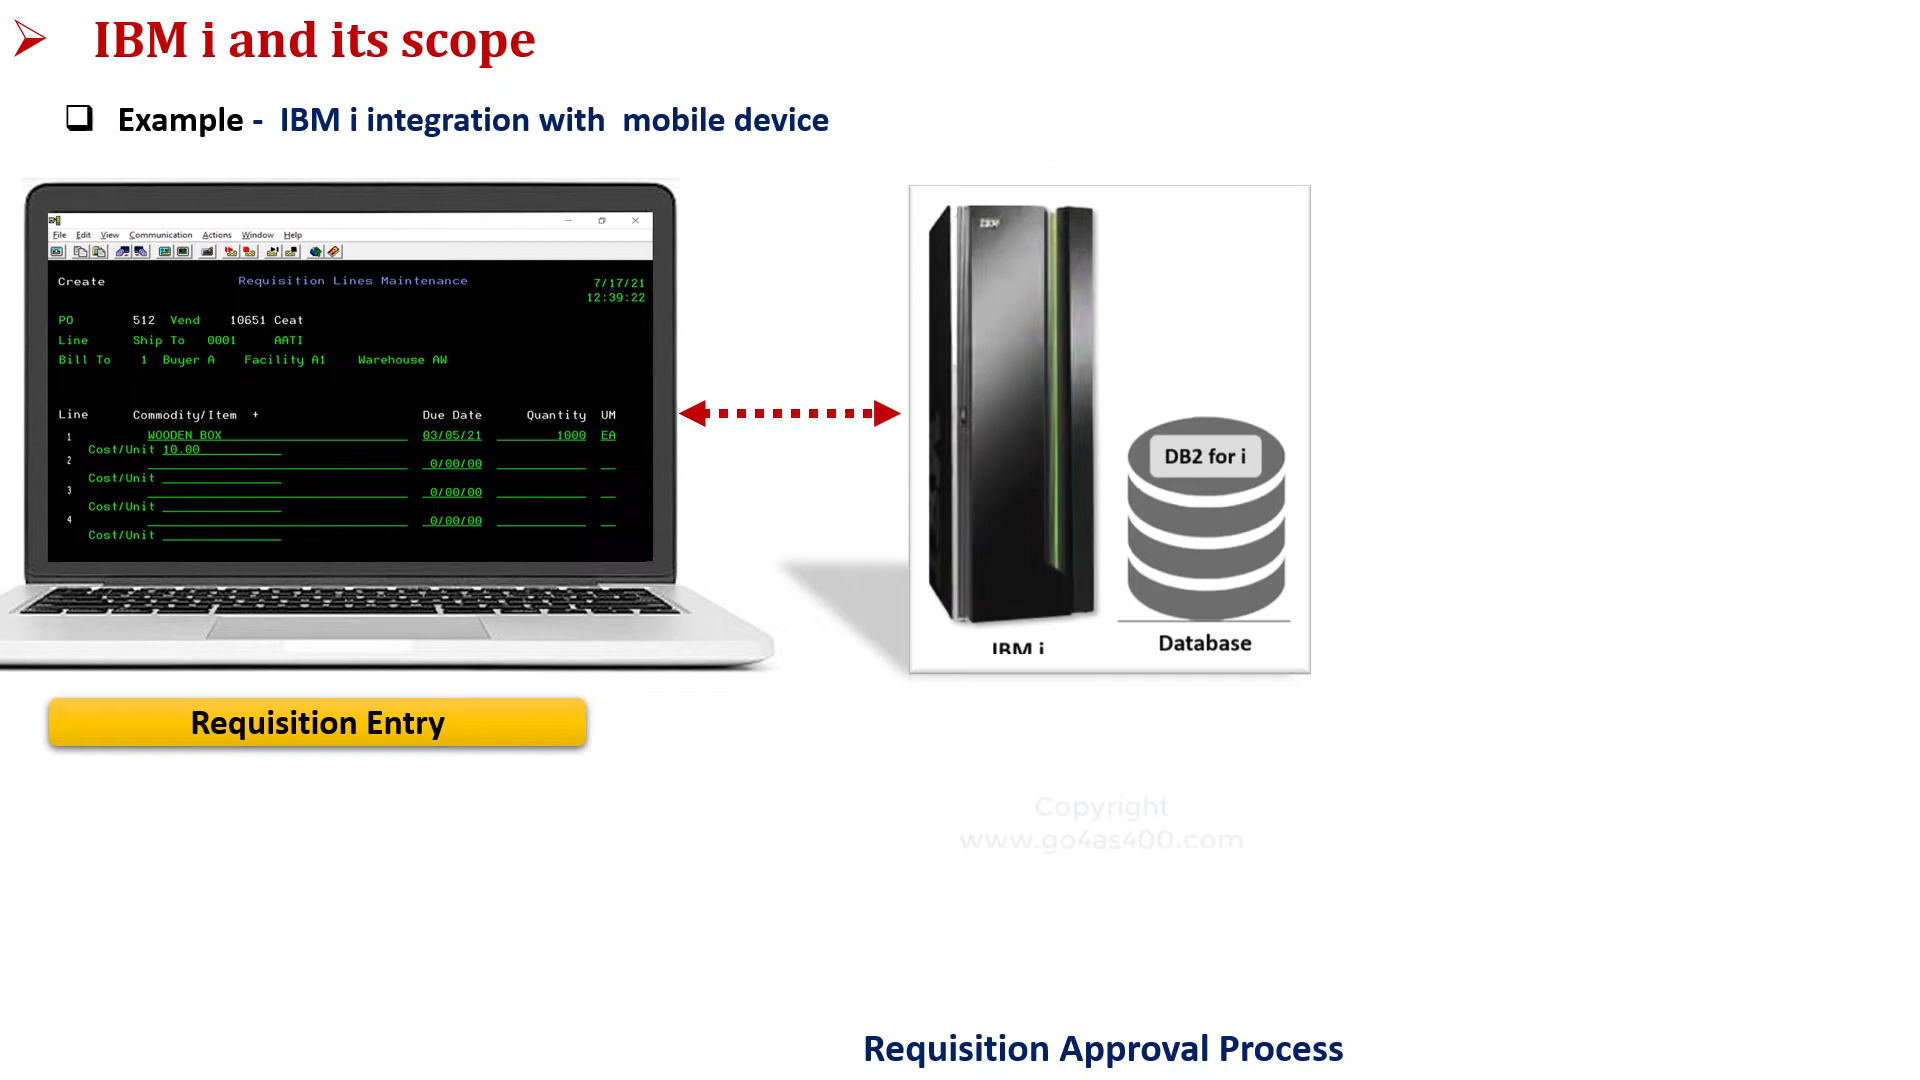 IBM i and its scope
Example - IBM i integration with mobile device
File Edit View Communication Actions Window Help
Create Requisition Lines Maintenance 7/17/21
12:39:22
PO 512 Vend 10651 Ceat
Line Ship To 0001 AATI
Bill To 1 Buyer A Facility A1 Warehouse AW
Line Commodity/Item + Due Date Quantity UM
1 WOODEN BOX 03/05/21 1000 EA
Cost/Unit 10.00
2 0/00/00
Cost/Unit
3 0/00/00
Cost/Unit
4 0/00/00
Cost/Unit
IBM
DB2 for i
IBM i
Database
Requisition Entry
Copyright
www.go4as400.com
Requisition Approval Process